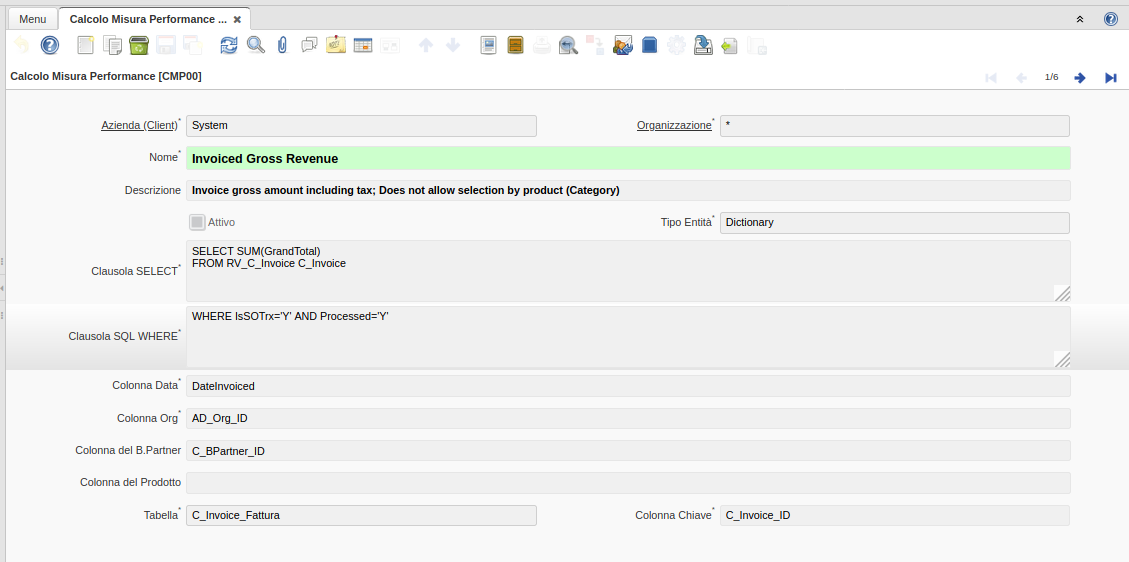 Menu
Calcolo Misura Performance ...
Calcolo Misura Performance [CMP00]
1/6
Azienda (Client)* System
Organizzazione* *
Nome* Invoiced Gross Revenue
Descrizione Invoice gross amount including tax; Does not allow selection by product (Category)
Attivo
Tipo Entità* Dictionary
Clausola SELECT* SELECT SUM(GrandTotal)
FROM RV_C_Invoice C_Invoice
Clausola SQL WHERE* WHERE IsSOTrx='Y' AND Processed='Y'
Colonna Data* DateInvoiced
Colonna Org* AD_Org_ID
Colonna del B.Partner C_BPartner_ID
Colonna del Prodotto
Tabella* C_Invoice_Fattura
Colonna Chiave* C_Invoice_ID